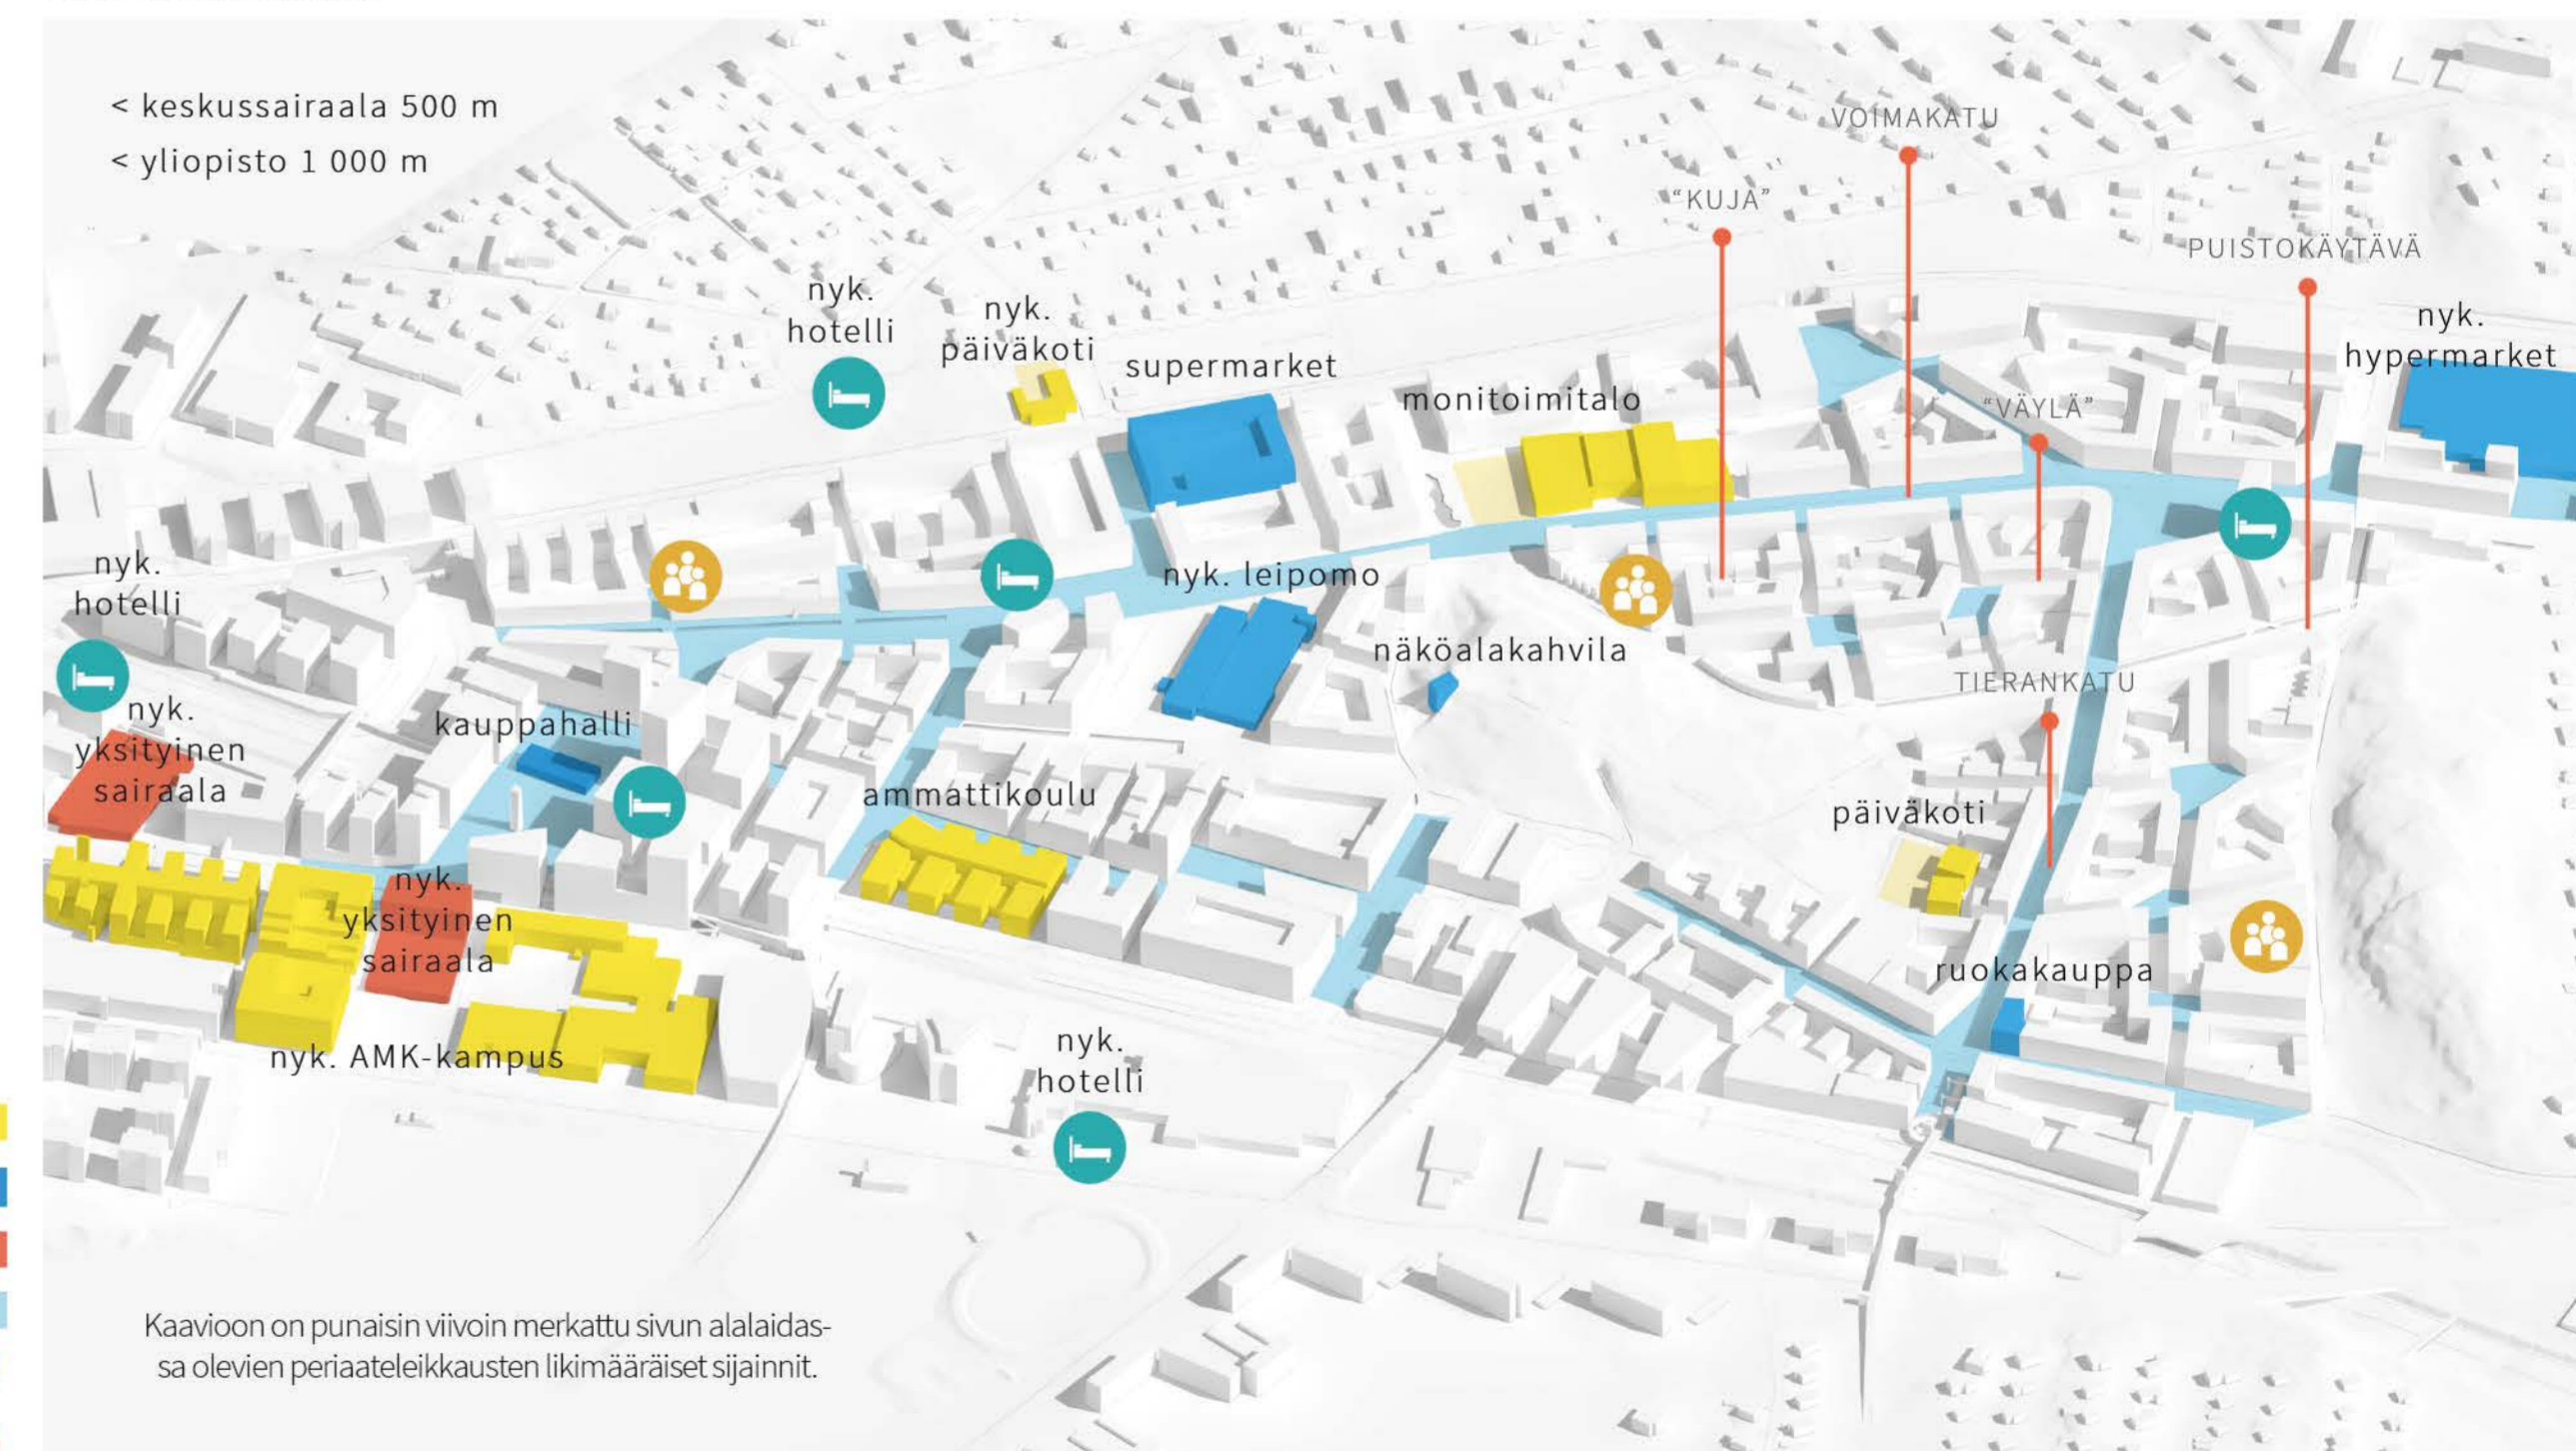 < keskussairaala 500 m
< yliopisto 1 000 m
VOIMAKATU
“KUJA”
PUISTOKÄYTÄVÄ
nyk.
hotelli
nyk.
päiväkoti
supermarket
monitoimitalo
“VÄYLÄ”
nyk.
hypermarket
nyk.
hotelli
nyk. leipomo
näköalakahvila
TIERANKATU
nyk.
yksityinen
sairaala
kauppahalli
ammattikoulu
päiväkoti
nyk.
yksityinen
sairaala
ruokakauppa
nyk. AMK-kampus
nyk.
hotelli
Kaavioon on punaisin viivoin merkattu sivun alalaidas-
sa olevien periaateleikkausten likimääräiset sijainnit.